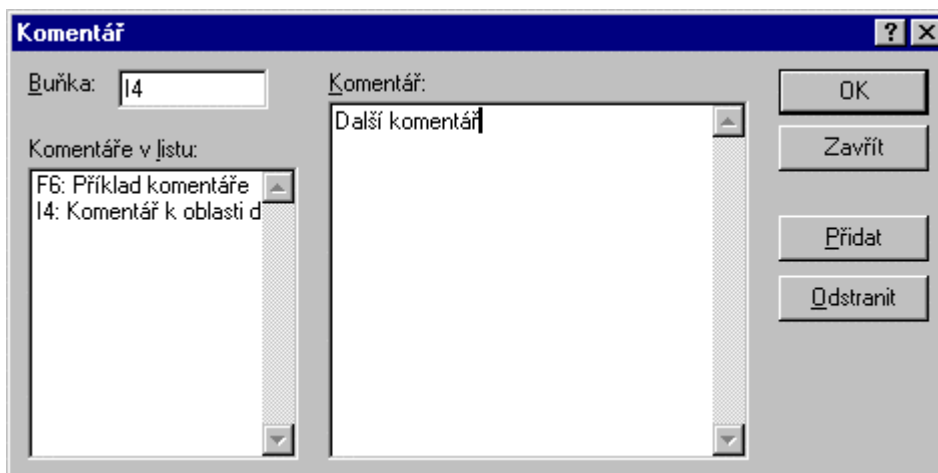 Komentář
Buňka:
I4
Komentáře v listu:
F6: Příklad komentáře
I4: Komentář k oblasti d
Komentář:
Další komentář
OK
Zavřít
Přidat
Odstranit